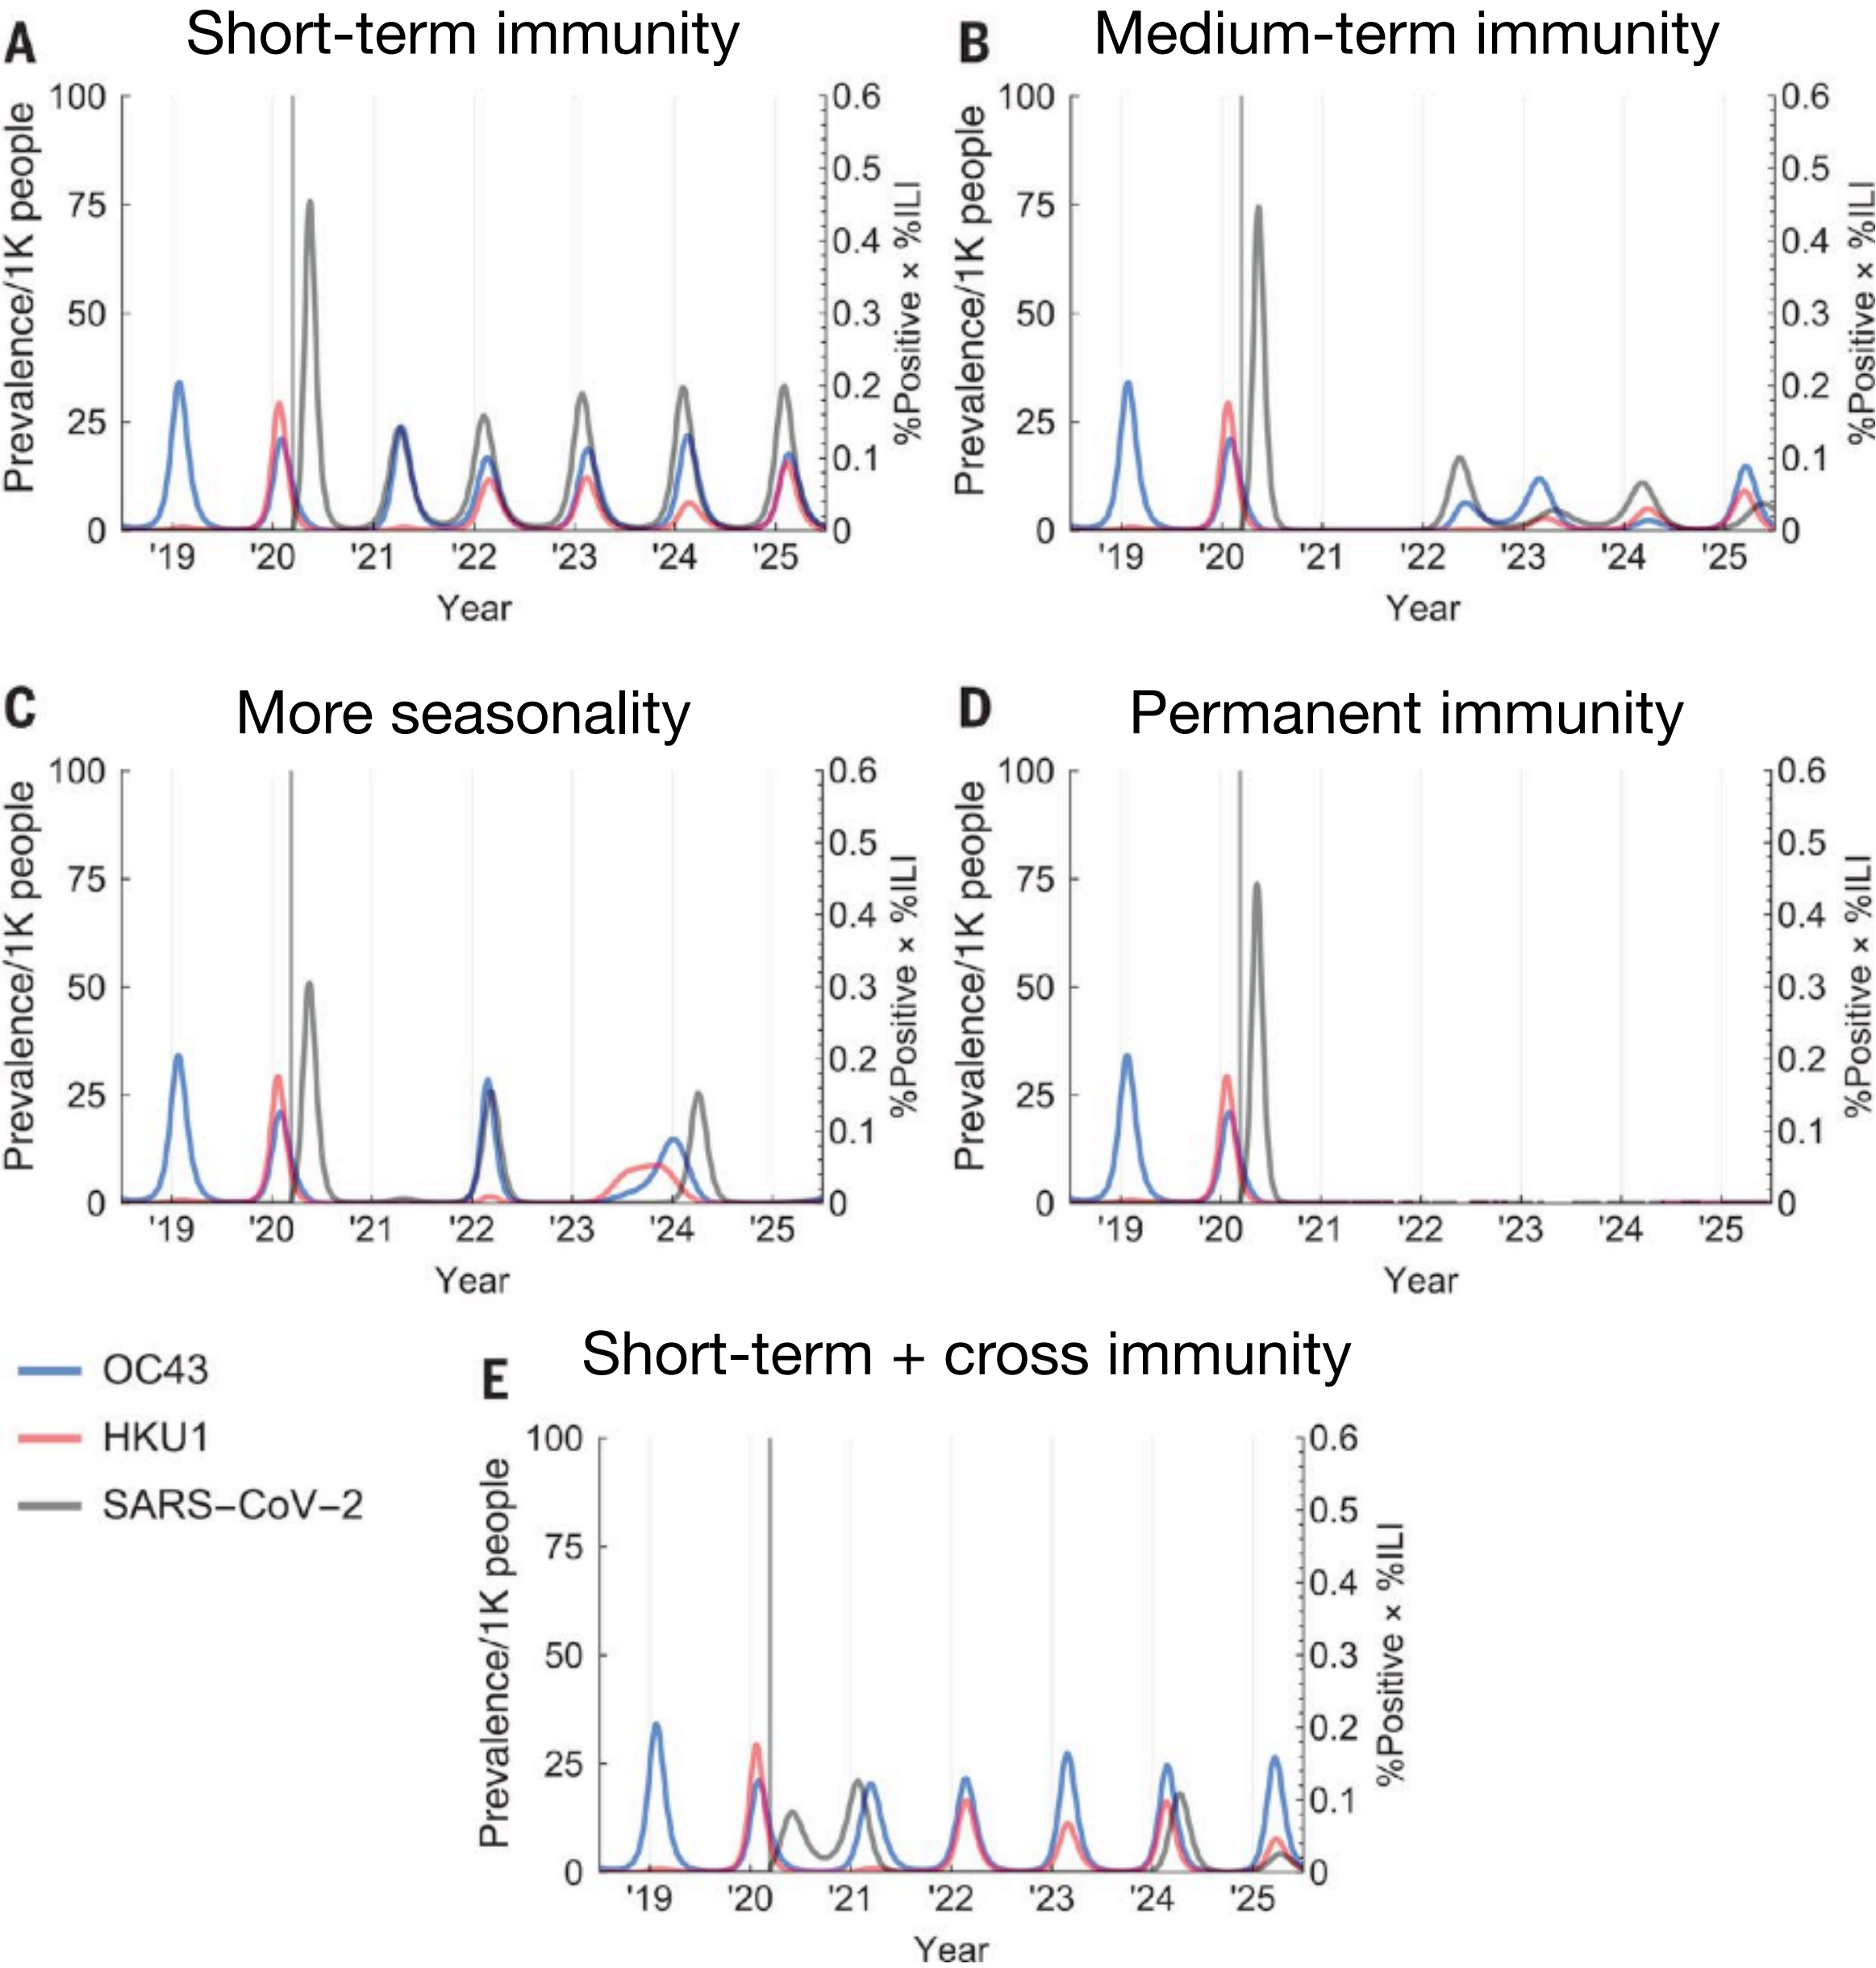 A Short-term immunity
Prevalence/1K people
100
75
50
25
0
0.6
0.5
0.4
0.3
0.2
0.1
0
%Positive × %ILI
'19 '20 '21 '22 '23 '24 '25
Year
B Medium-term immunity
Prevalence/1K people
100
75
50
25
0
0.6
0.5
0.4
0.3
0.2
0.1
0
%Positive × %ILI
'19 '20 '21 '22 '23 '24 '25
Year
C More seasonality
Prevalence/1K people
100
75
50
25
0
0.6
0.5
0.4
0.3
0.2
0.1
0
%Positive × %ILI
'19 '20 '21 '22 '23 '24 '25
Year
D Permanent immunity
Prevalence/1K people
100
75
50
25
0
0.6
0.5
0.4
0.3
0.2
0.1
0
%Positive × %ILI
'19 '20 '21 '22 '23 '24 '25
Year
OC43
HKU1
SARS–CoV–2
E Short-term + cross immunity
Prevalence/1K people
100
75
50
25
0
0.6
0.5
0.4
0.3
0.2
0.1
0
%Positive × %ILI
'19 '20 '21 '22 '23 '24 '25
Year